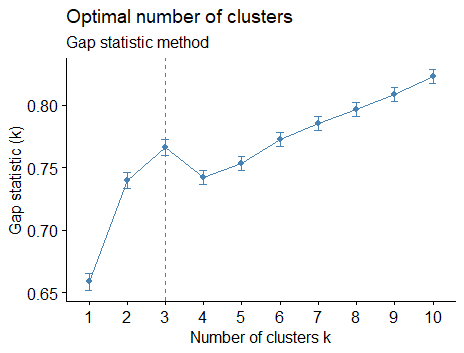 Optimal number of clusters
Gap statistic method
Gap statistic (k)
0.80
0.75
0.70
0.65
1 2 3 4 5 6 7 8 9 10
Number of clusters k